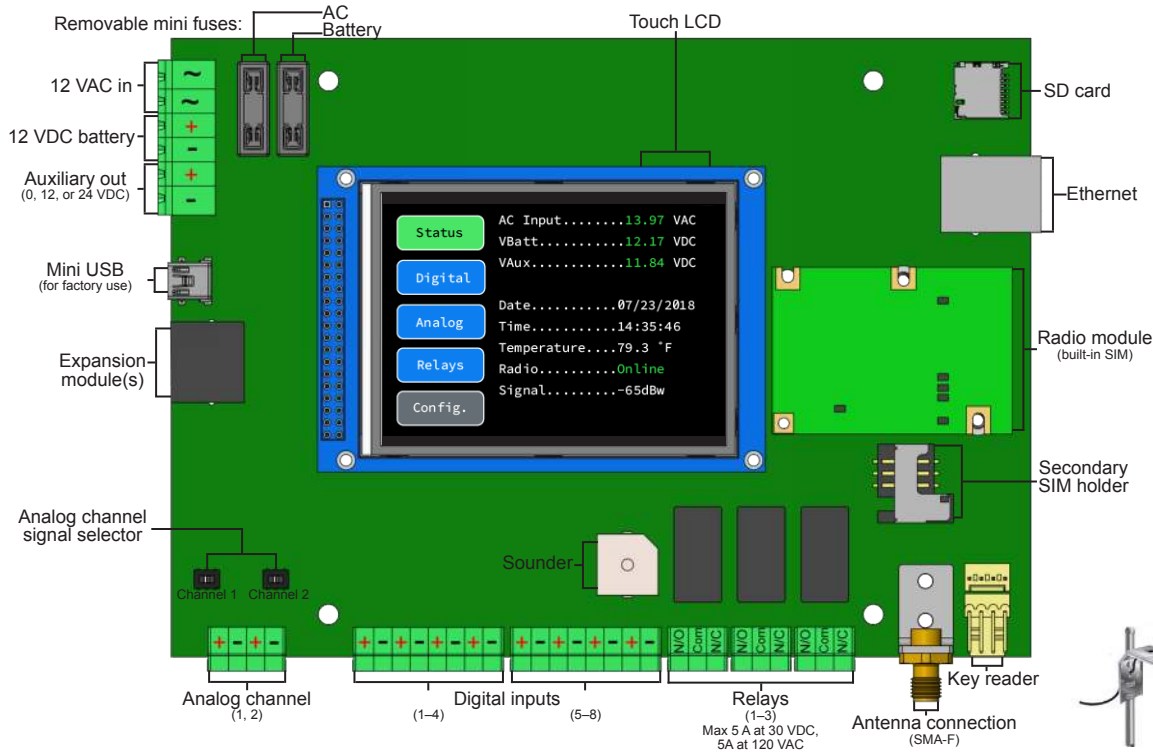 Removable mini fuses:
AC
Battery
Touch LCD
12 VAC in
~
~
12 VDC battery
+
-
Auxiliary out
(0, 12, or 24 VDC)
+
-
SD card
Ethernet
Mini USB
(for factory use)
Expansion
module(s)
Status
Digital
Analog
Relays
Config.
AC Input........13.97 VAC
VBatt...........12.17 VDC
VAux............11.84 VDC
Date............07/23/2018
Time............14:35:46
Temperature....79.3 °F
Radio..........Online
Signal.........-65dBw
Radio module
(built-in SIM)
Secondary
SIM holder
Analog channel
signal selector
Channel 1
Channel 2
Sounder
+ - + -
+ - + - + - + -
+ - + - + - + -
N/O Com N/C
N/O Com N/C
N/O Com N/C
Analog channel
(1, 2)
Digital inputs
(1–4)
(5–8)
Relays
(1–3)
Max 5 A at 30 VDC,
5A at 120 VAC
Key reader
Antenna connection
(SMA-F)